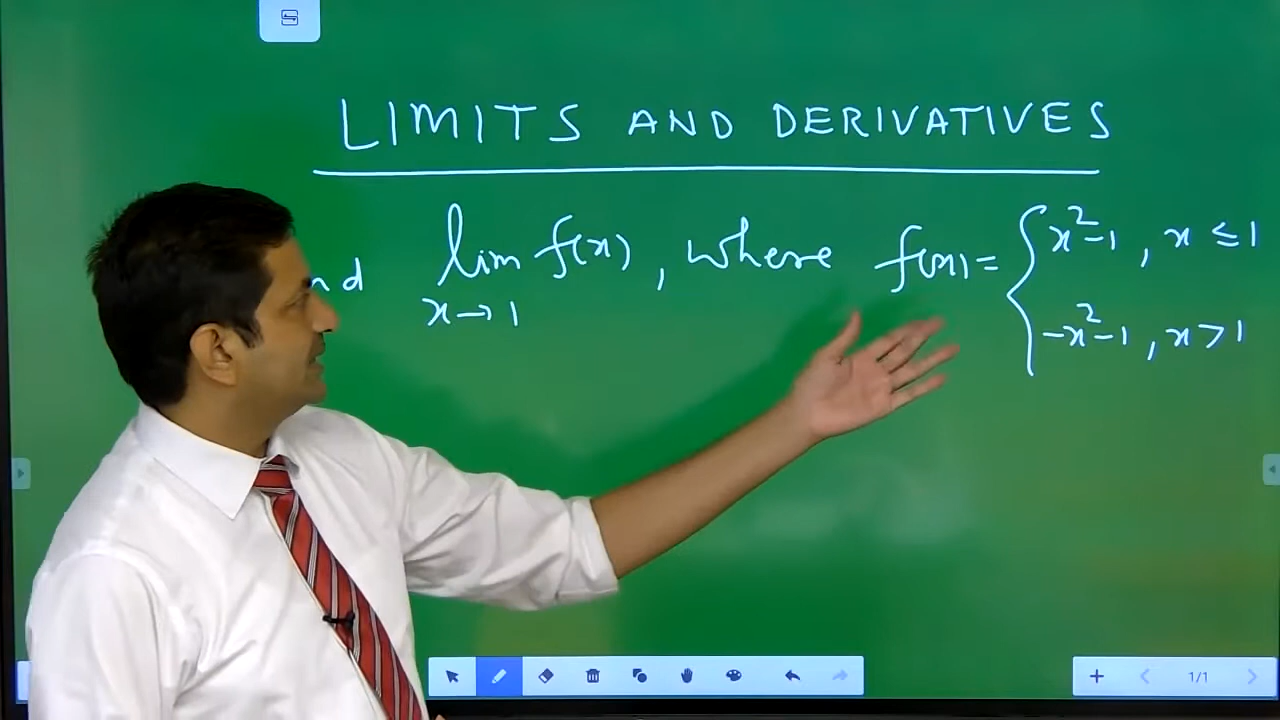 LIMITS AND DERIVATIVES
nd lim f(x) , where f(x) = { x²-1 , x ≤ 1
x→1
-x²-1 , x > 1
1/1